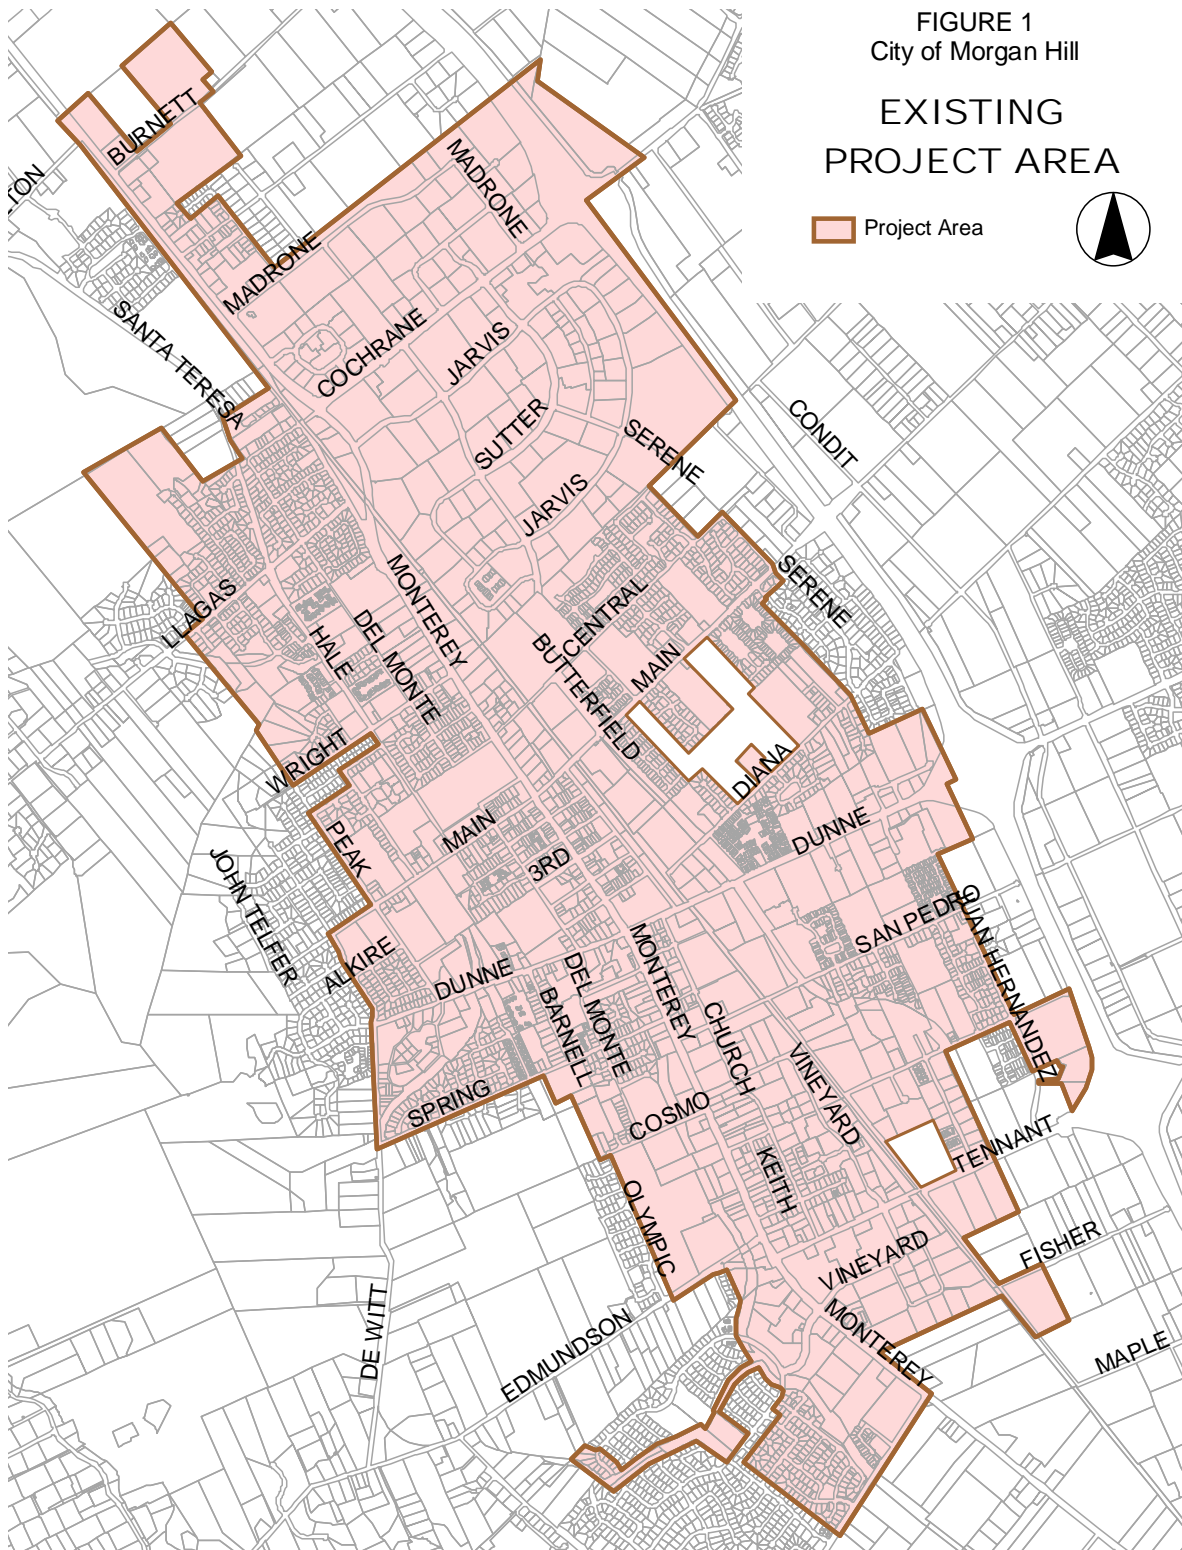 FIGURE 1
City of Morgan Hill
EXISTING
PROJECT AREA
Project Area
BURNETT
TON
MADRONE
MADRONE
SANTA TERESA
COCHRANE
JARVIS
SUTTER
SERENE
CONDIT
JARVIS
MONTEREY
SERENE
LLAGAS
HALE
DEL MONTE
CENTRAL
BUTTERFIELD
MAIN
WRIGHT
DIANA
PEAK
MAIN
3RD
DUNNE
JOHN TELFER
SAN PEDRO
JUAN HERNANDEZ
ALKIRE
DUNNE
DEL MONTE
MONTEREY
BARNELL
CHURCH
VINEYARD
SPRING
COSMO
TENNANT
KEITH
OLYMPIC
VINEYARD
FISHER
DE WITT
EDMUNDSON
MONTEREY
MAPLE